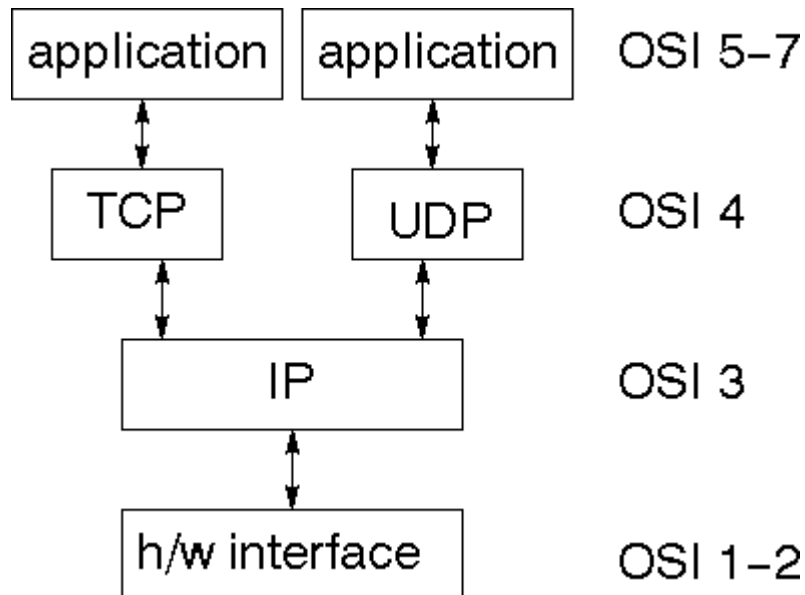 application application OSI 5-7
TCP UDP OSI 4
IP OSI 3
h/w interface OSI 1-2